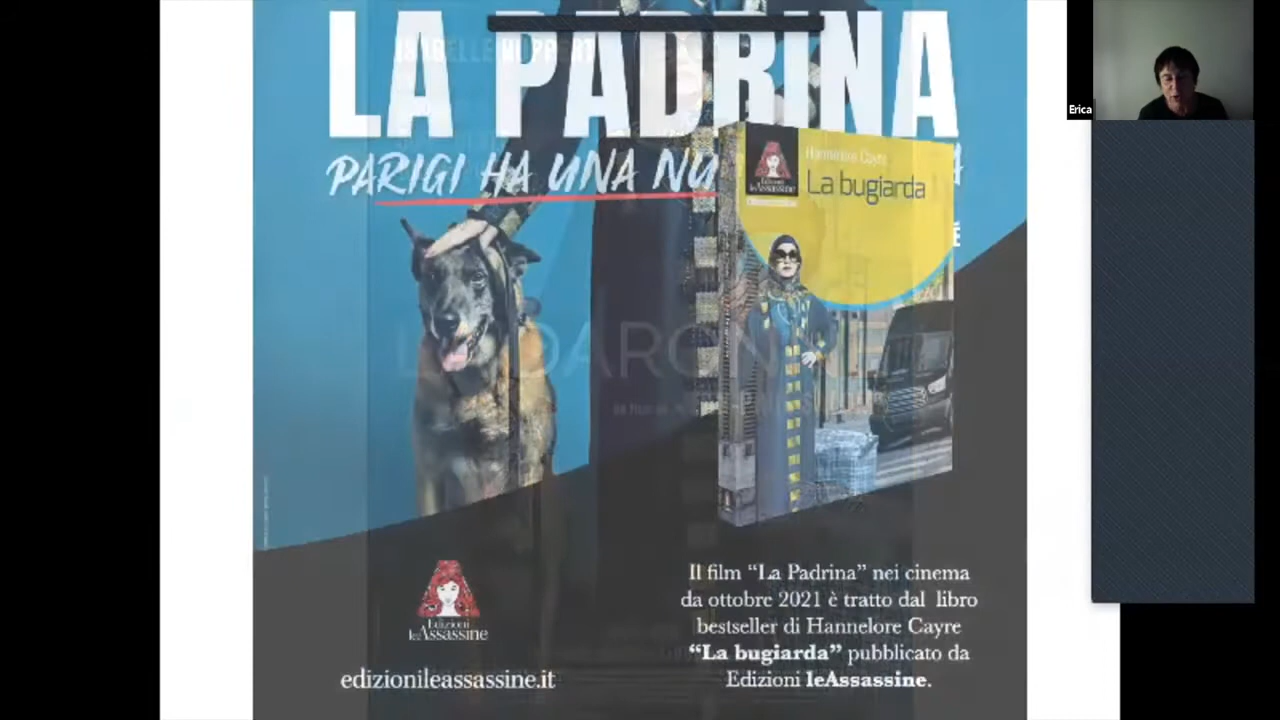 LA PADRINA
PARIGI HA UNA NU
Edizioni
leAssassine
Hannelore Cayre
La bugiarda
LA DARONNE
Edizioni
leAssassine
edizionileassassine.it
Il film “La Padrina” nei cinema
da ottobre 2021 è tratto dal libro
bestseller di Hannelore Cayre
“La bugiarda” pubblicato da
Edizioni leAssassine.
Erica